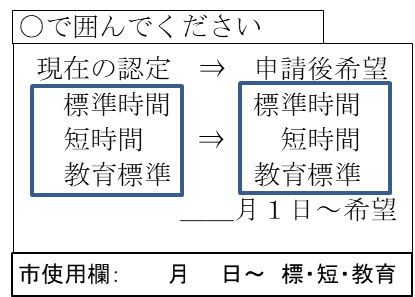 ○で囲んでください
現在の認定 ⇒ 申請後希望
標準時間 標準時間
短時間 ⇒ 短時間
教育標準 教育標準
____月１日～希望
市使用欄： 月 日～ 標・短・教育